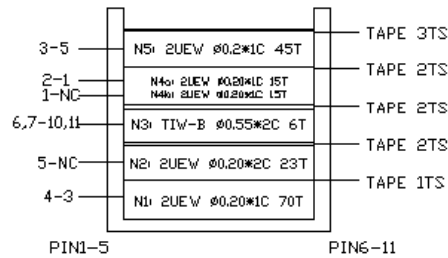 TAPE 3TS
3-5 N5: 2UEW Ø0.2*1C 45T
TAPE 2TS
2-1 N4a: 2UEW Ø0.20*1C 15T
1-NC N4b: 2UEW Ø0.20*1C 15T
TAPE 2TS
6,7-10,11 N3: TIW-B Ø0.55*2C 6T
TAPE 2TS
5-NC N2: 2UEW Ø0.20*2C 23T
TAPE 1TS
4-3 N1: 2UEW Ø0.20*1C 70T
PIN1-5 PIN6-11